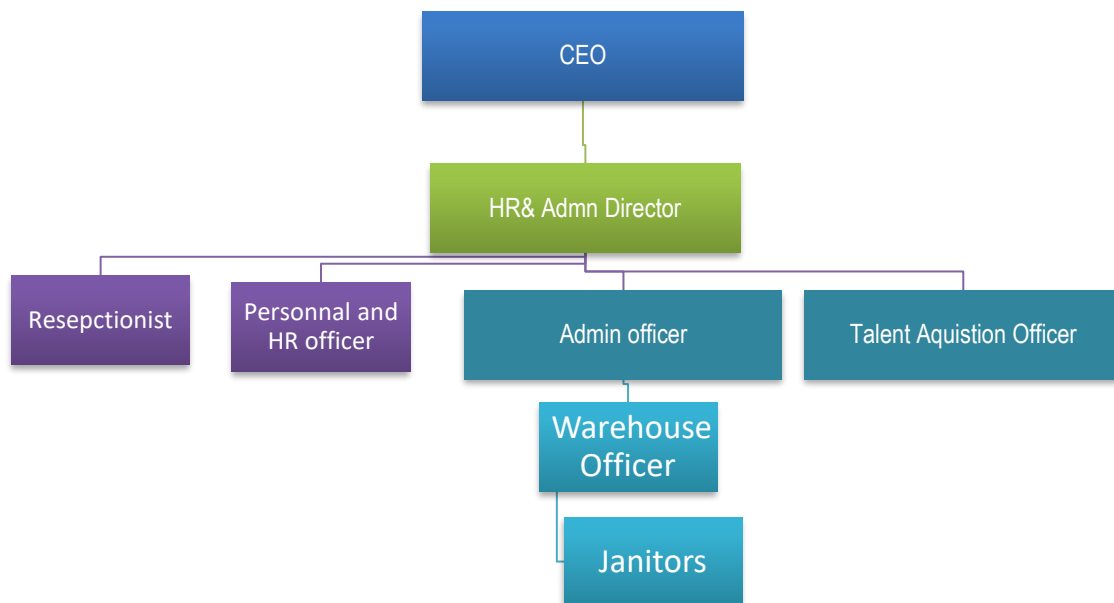 CEO
HR& Admn Director
Resepctionist
Personnal and
HR officer
Admin officer
Talent Aquistion Officer
Warehouse
Officer
Janitors